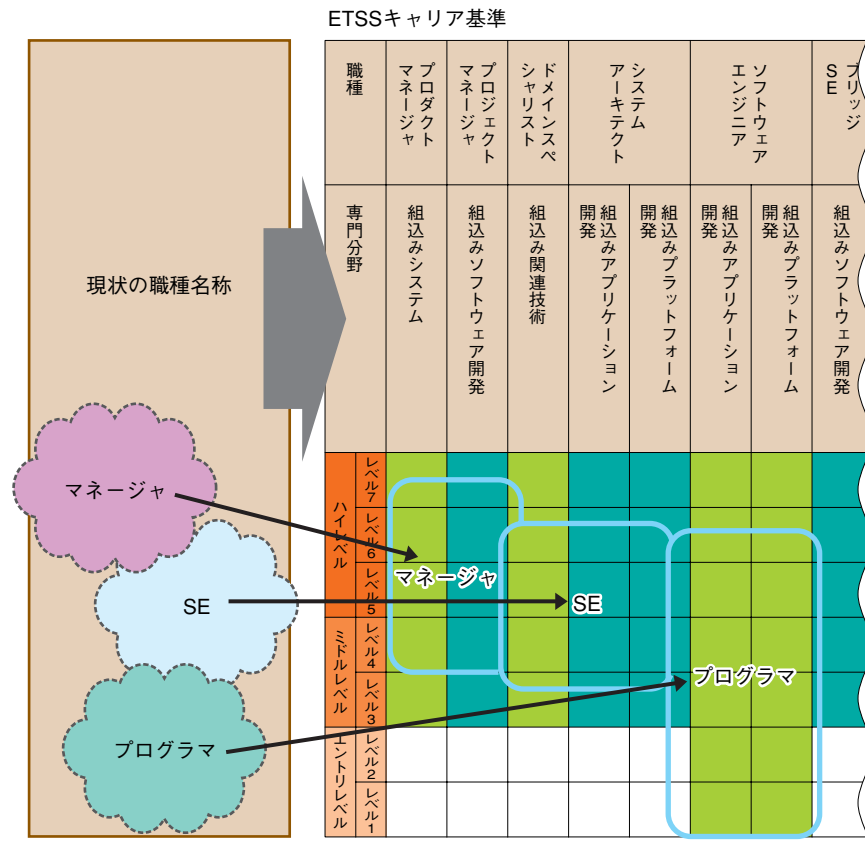 ETSSキャリア基準
職種
プロダクト
マネージャ
プロジェクト
マネージャ
ドメインスペ
シャリスト
システム
アーキテクト
ソフトウェア
エンジニア
ブリッジ
SE
専門分野
組込みシステム
組込みソフトウェア開発
組込み関連技術
組込みアプリケーション
開発
組込みプラットフォーム
開発
組込みアプリケーション
開発
組込みプラットフォーム
開発
組込みソフトウェア開発
現状の職種名称
マネージャ
SE
プログラマ
ハイレベル
レベル7
レベル6
レベル5
ミドルレベル
レベル4
レベル3
エントリレベル
レベル2
レベル1
マネージャ
SE
プログラマ